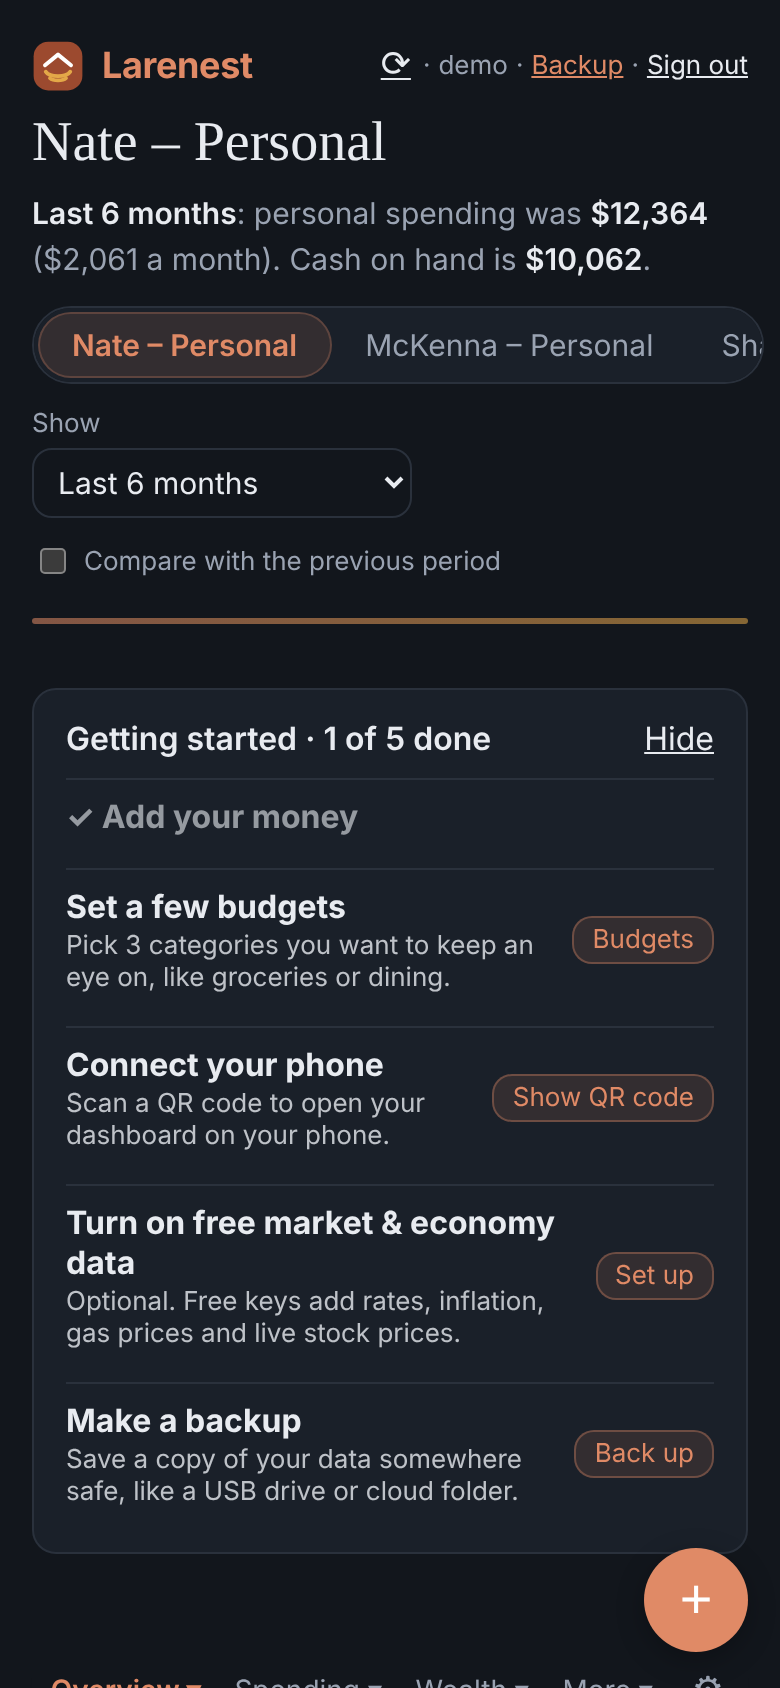 Larenest
⟳ · demo · Backup · Sign out
Nate – Personal
Last 6 months: personal spending was $12,364
($2,061 a month). Cash on hand is $10,062.
Nate – Personal McKenna – Personal Sha
Show
Last 6 months
Compare with the previous period
Getting started · 1 of 5 done Hide
✓ Add your money
Set a few budgets
Pick 3 categories you want to keep an
eye on, like groceries or dining.
Budgets
Connect your phone
Scan a QR code to open your
dashboard on your phone.
Show QR code
Turn on free market & economy
data
Optional. Free keys add rates, inflation,
gas prices and live stock prices.
Set up
Make a backup
Save a copy of your data somewhere
safe, like a USB drive or cloud folder.
Back up
+
Overview ▾ Spending ▾ Wealth ▾ More ▾